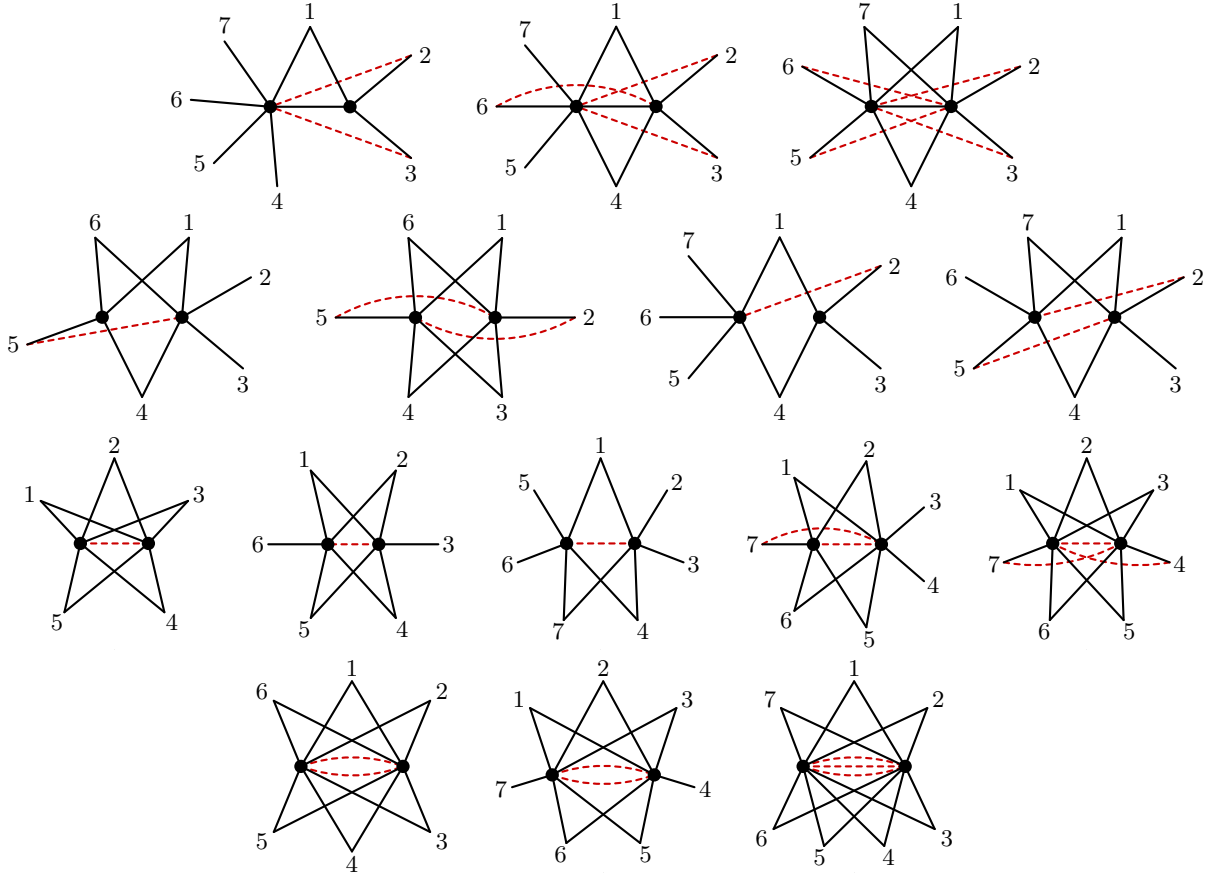 7 1 2 6 5 4 3
7 1 2 6 5 4 3
7 1 6 2 5 3 4
6 1 2 5 3 4
6 1 5 2 4 3
1 7 2 6 5 3 4
7 1 6 2 5 3 4
2 1 3 5 4
1 2 6 3 5 4
1 5 2 6 3 7 4
2 1 3 7 4 6 5
2 1 3 7 4 6 5
1 6 2 5 3 4
2 1 3 7 4 6 5
1 7 2 6 3 5 4